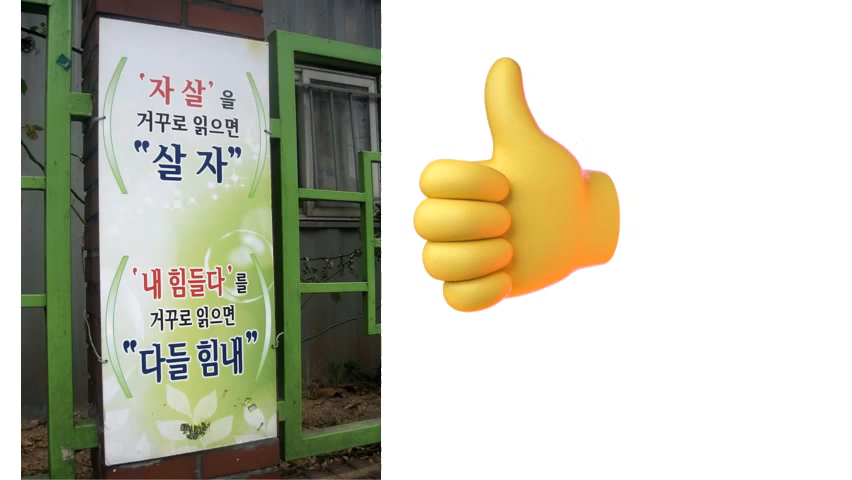 '자살'을
거꾸로 읽으면
"살자"
'내 힘들다'를
거꾸로 읽으면
"다들 힘내"